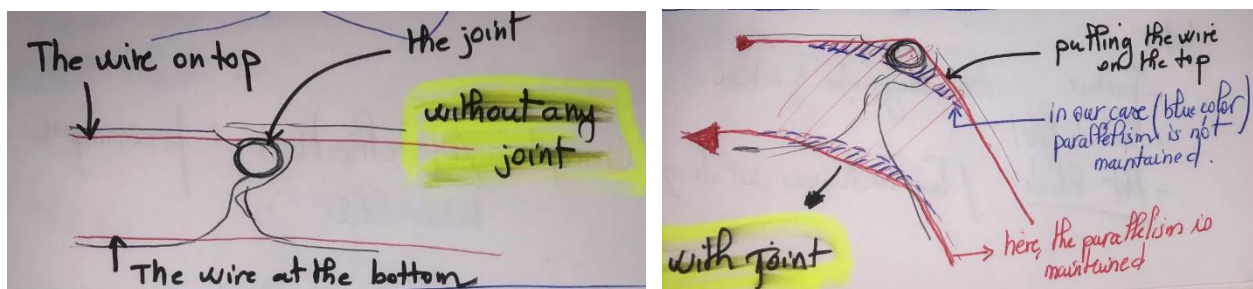 The wire on top
the joint
without any
joint
The wire at the bottom
putting the wire
on the top
in our case (blue color)
parallelism is not
maintained.
here, the parallelism is
maintained
with Joint